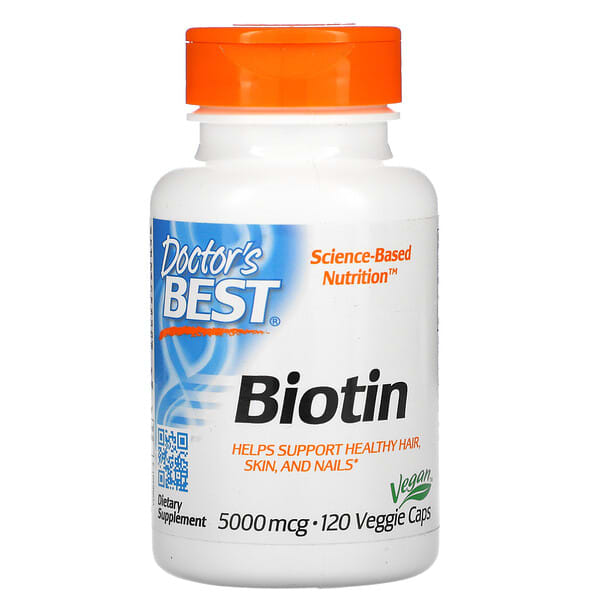 Doctor's
BEST®
Science-Based
Nutrition™
Biotin
HELPS SUPPORT HEALTHY HAIR,
SKIN, AND NAILS*
Vegan
Dietary
Supplement
5000 mcg • 120 Veggie Caps